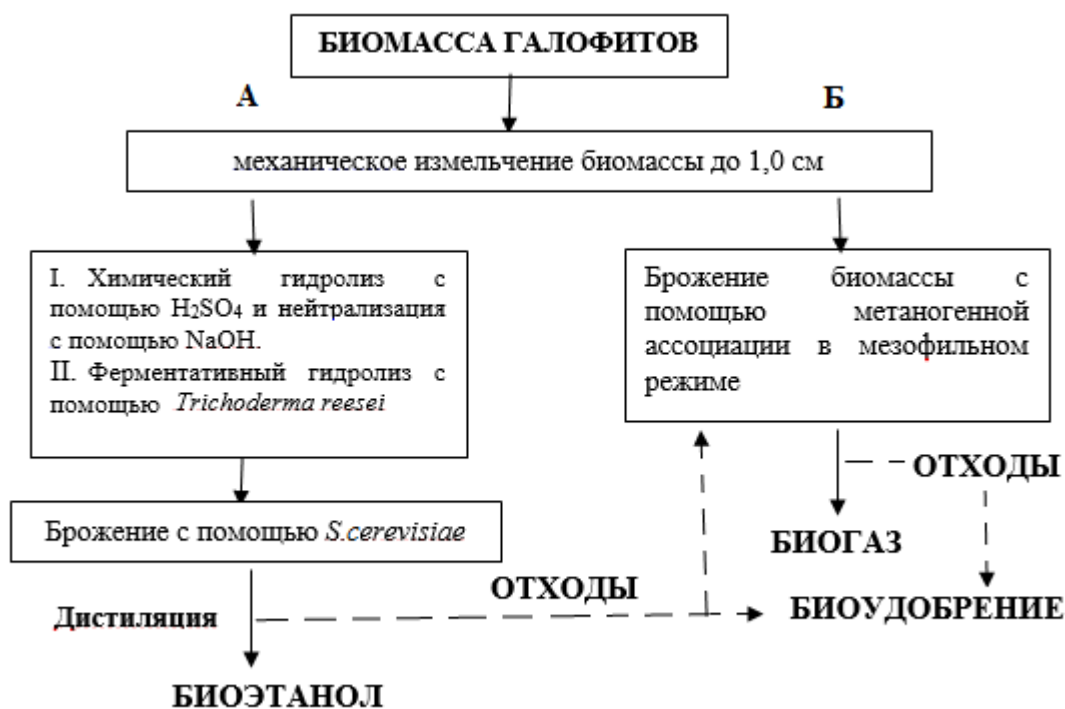 БИОМАССА ГАЛОФИТОВ
А
Б
механическое измельчение биомассы до 1,0 см
I. Химический гидролиз с
помощью H2SO4 и нейтрализация
с помощью NaOH.
II. Ферментативный гидролиз с
помощью Trichoderma reesei
Брожение биомассы с
помощью метаногенной
ассоциации в мезофильном
режиме
ОТХОДЫ
Брожение с помощью S.cerevisiae
БИОГАЗ
ОТХОДЫ
Дистиляция
БИОУДОБРЕНИЕ
БИОЭТАНОЛ